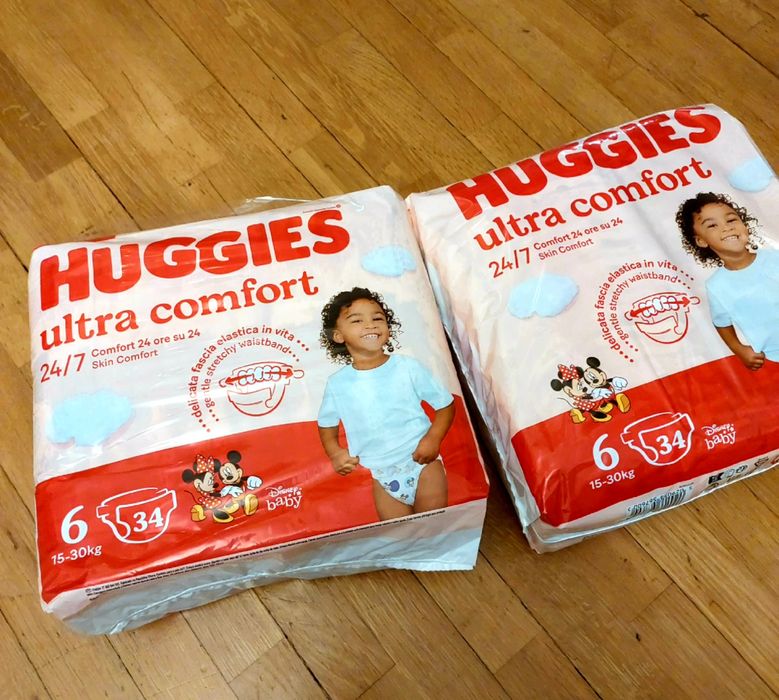 HUGGIES
ultra comfort
24/7 Comfort 24 ore su 24
Skin Comfort
delicata fascia elastica in vita
gentle stretchy waistband
6 34
15-30kg
Disney
baby
HUGGIES
ultra comfort
24/7 Comfort 24 ore su 24
Skin Comfort
delicata fascia elastica in vita
gentle stretchy waistband
6 34
15-30kg
Disney
baby